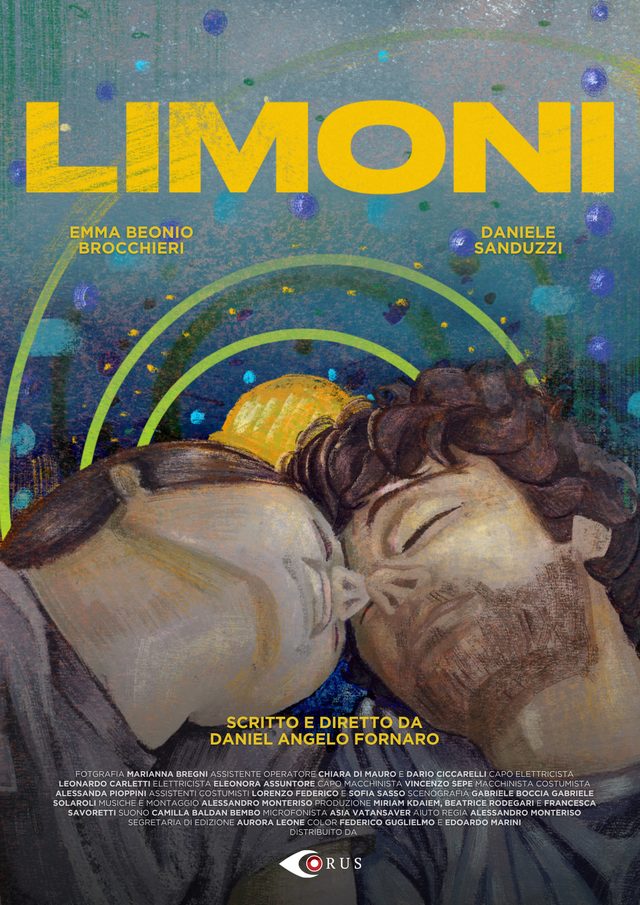 LIMONI
EMMA BEONIO
BROCCHIERI
DANIELE
SANDUZZI
SCRITTO E DIRETTO DA
DANIEL ANGELO FORNARO
FOTGRAFIA MARIANNA BREGNI ASSISTENTE OPERATORE CHIARA DI MAURO E DARIO CICCARELLI CAPO ELETTRICISTA
LEONARDO CARLETTI ELETTRICISTA ELEONORA ASSUNTORE CAPO MACCHINISTA VINCENZO SEPE MACCHINISTA COSTUMISTA
ALESSANDA PIOPPINI ASSISTENTI COSTUMISTI LORENZO FEDERICO E SOFIA SASSO SCENOGRAFIA GABRIELE BOCCIA GABRIELE
SOLAROLI MUSICHE E MONTAGGIO ALESSANDRO MONTERISO PRODUZIONE MIRIAM KDAIEM, BEATRICE RODEGARI E FRANCESCA
SAVORETTI SUONO CAMILLA BALDAN BEMBO MICROFONISTA ASIA VATANSAVER AIUTO REGIA ALESSANDRO MONTERISO
SEGRETARIA DI EDIZIONE AURORA LEONE COLOR FEDERICO GUGLIELMO E EDOARDO MARINI
DISTRIBUITO DA
ORUS